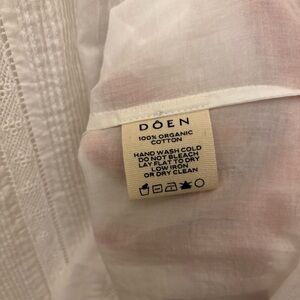 DÔEN
100% ORGANIC
COTTON
HAND WASH COLD
DO NOT BLEACH
LAY FLAT TO DRY
LOW IRON
OR DRY CLEAN